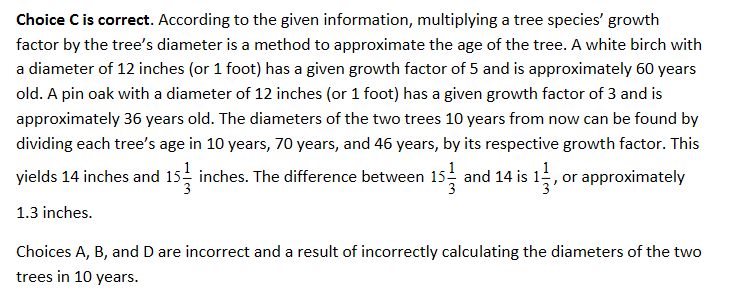 Choice C is correct. According to the given information, multiplying a tree species’ growth
factor by the tree’s diameter is a method to approximate the age of the tree. A white birch with
a diameter of 12 inches (or 1 foot) has a given growth factor of 5 and is approximately 60 years
old. A pin oak with a diameter of 12 inches (or 1 foot) has a given growth factor of 3 and is
approximately 36 years old. The diameters of the two trees 10 years from now can be found by
dividing each tree’s age in 10 years, 70 years, and 46 years, by its respective growth factor. This
yields 14 inches and 15 1/3 inches. The difference between 15 1/3 and 14 is 1 1/3, or approximately
1.3 inches.
Choices A, B, and D are incorrect and a result of incorrectly calculating the diameters of the two
trees in 10 years.